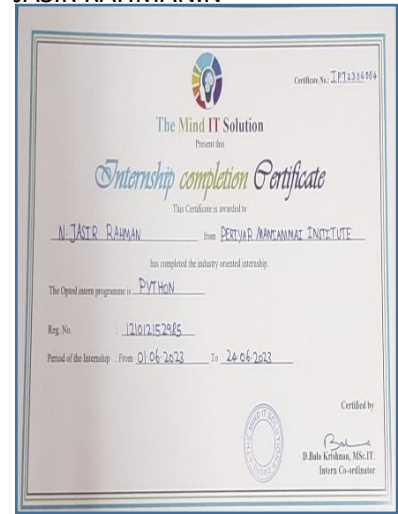 JASIR RAHMAN.N
Certificate No.: IPT2306004
The Mind IT Solution
Present this
Internship completion Certificate
This Certificate is awarded to
N. JASIR RAHMAN from PERIYAR MANIAMMAI INSTITUTE
has completed the industry oriented internship.
The Opted intern programme is PYTHON
Reg. No. : 121012152985
Period of the Internship : From 01.06.2023 To 24.06.2023
Certified by
D.Bala Krishnan, MSc.IT.
Intern Co-ordinator